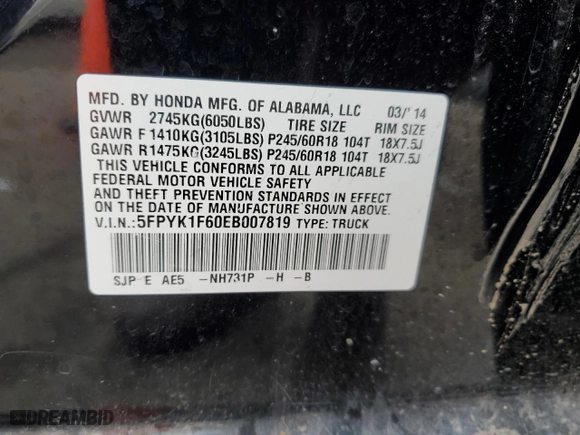 MFD. BY HONDA MFG. OF ALABAMA, LLC 03/'14
GVWR 2745KG(6050LBS) TIRE SIZE RIM SIZE
GAWR F 1410KG(3105LBS) P245/60R18 104T 18X7.5J
GAWR R1475KG(3245LBS) P245/60R18 104T 18X7.5J
THIS VEHICLE CONFORMS TO ALL APPLICABLE
FEDERAL MOTOR VEHICLE SAFETY
AND THEFT PREVENTION STANDARDS IN EFFECT
ON THE DATE OF MANUFACTURE SHOWN ABOVE.
V.I.N.:5FPYK1F60EB007819 TYPE: TRUCK
SJP E AE5 -NH731P -H -B
DREAMBID